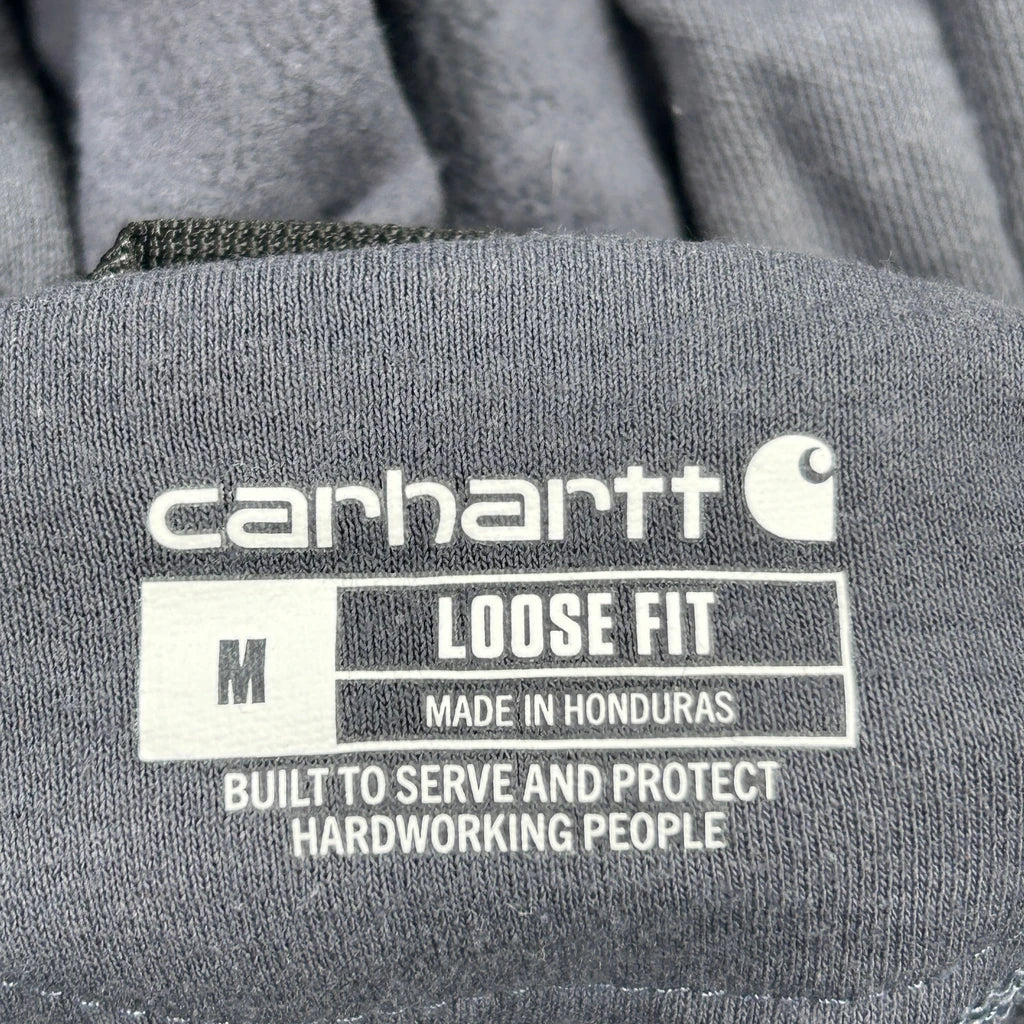 carhartt
M
LOOSE FIT
MADE IN HONDURAS
BUILT TO SERVE AND PROTECT
HARDWORKING PEOPLE